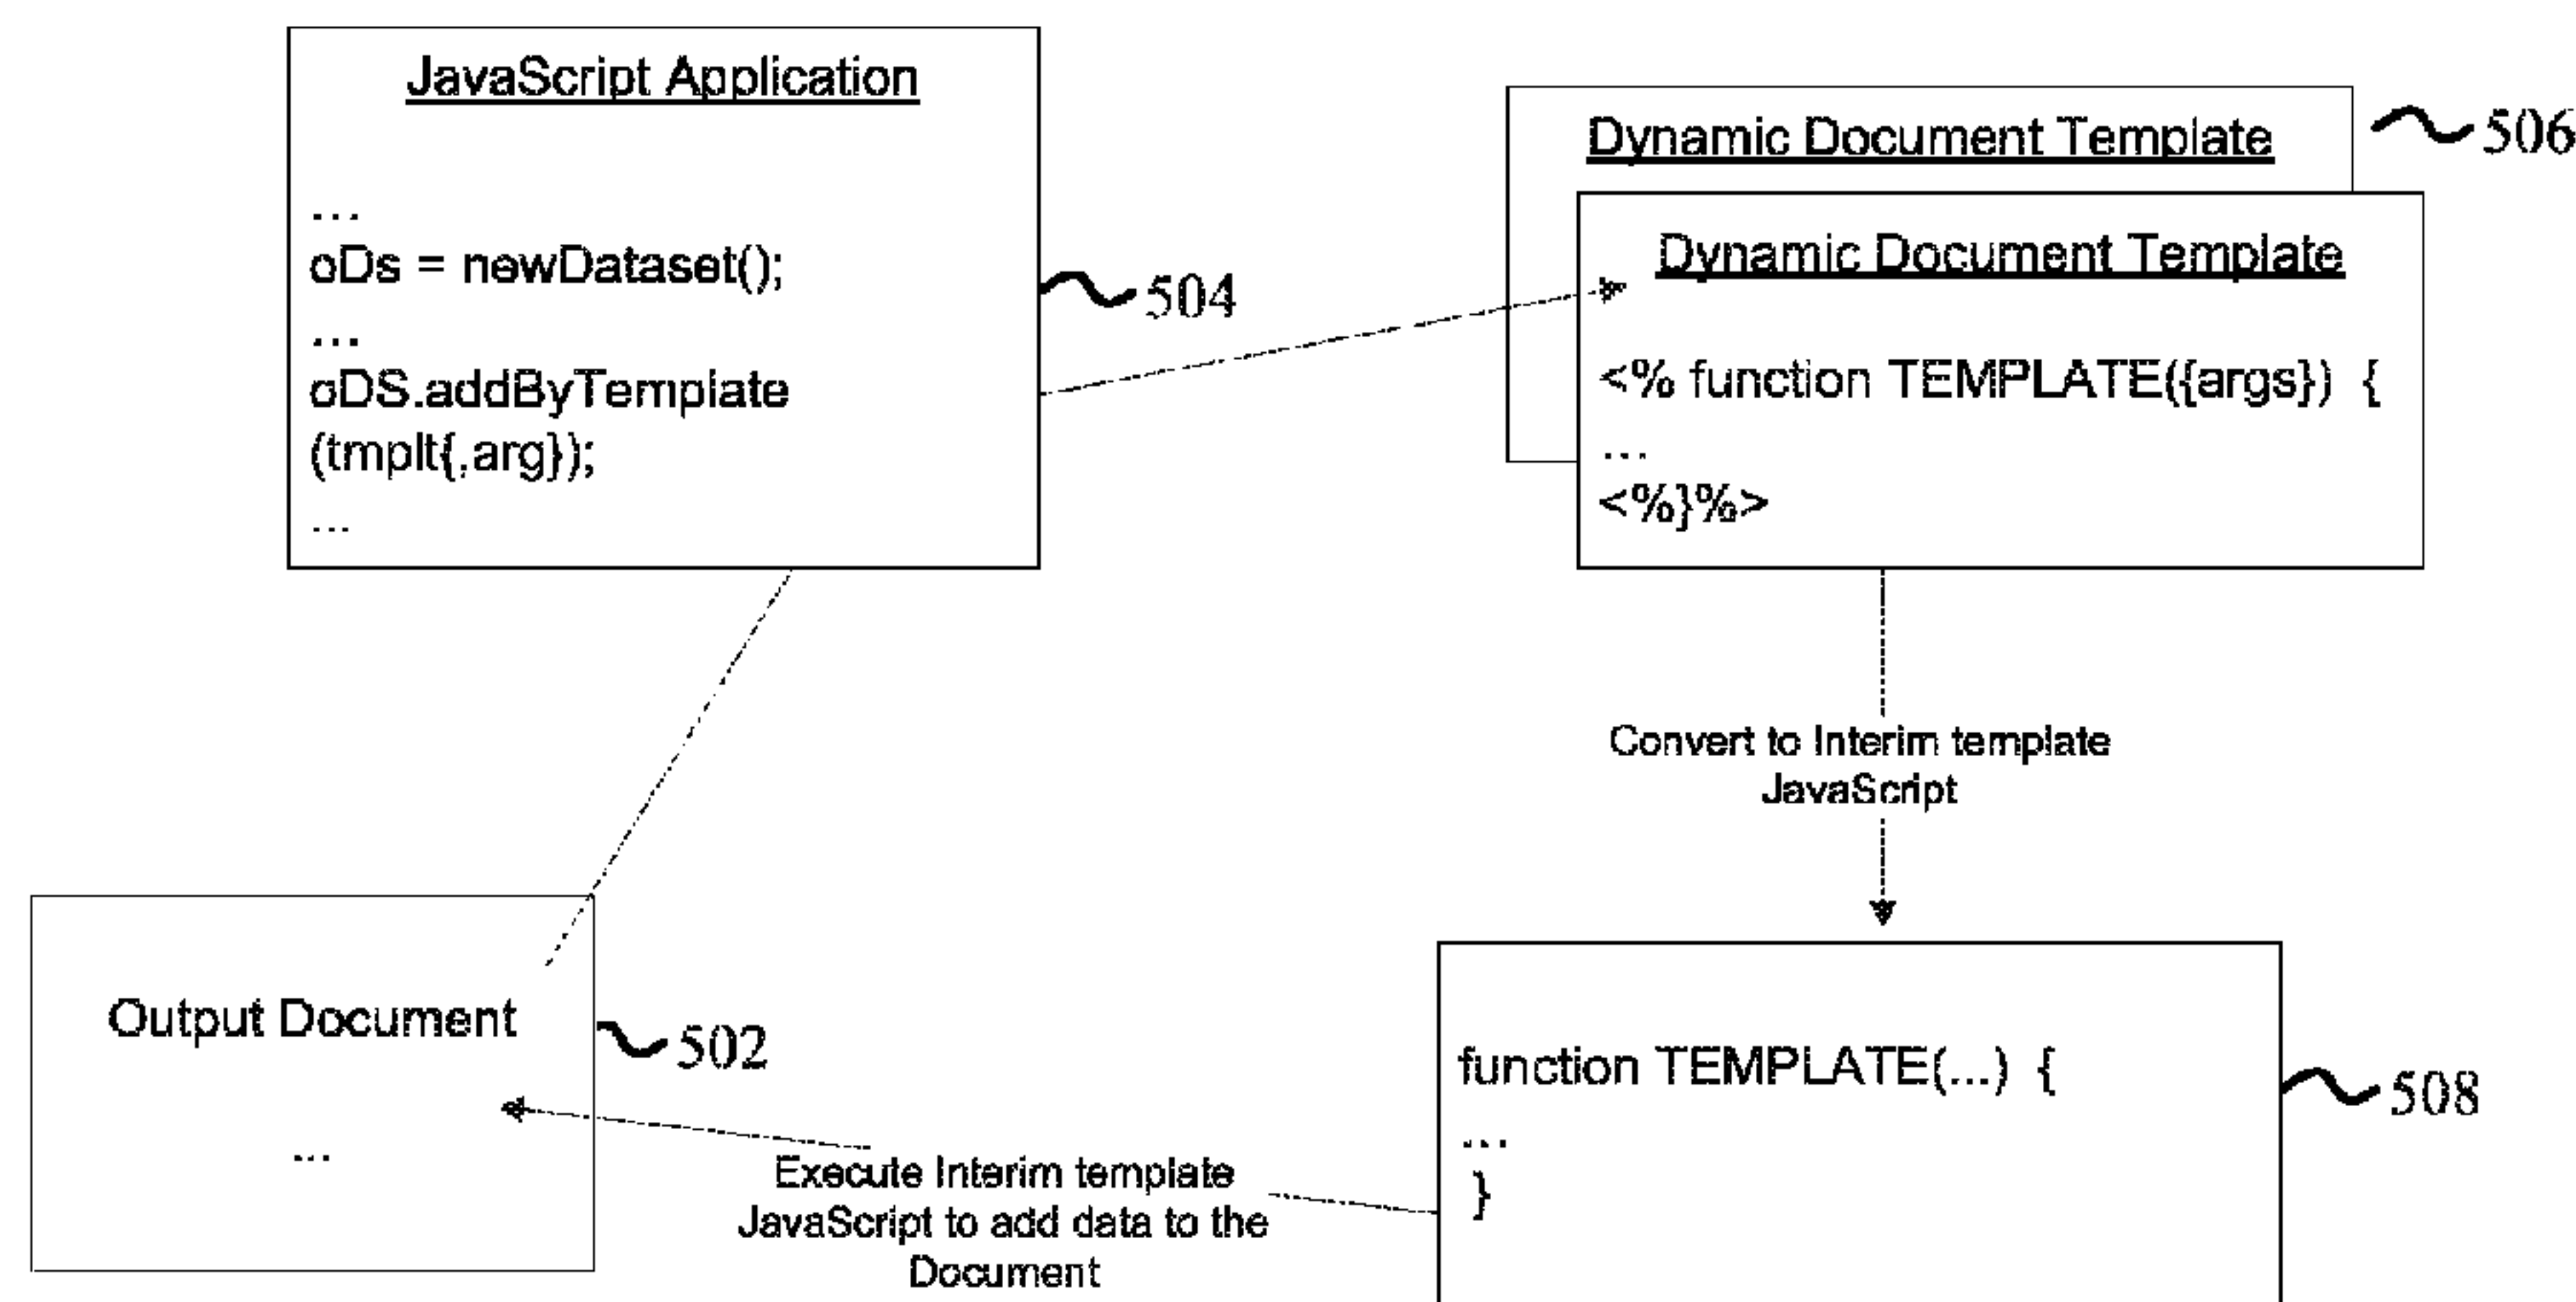 JavaScript Application
...
oDs = newDataset();
...
oDS.addByTemplate
(tmplt{,arg});
...
504
Dynamic Document Template
506
Dynamic Document Template
<% function TEMPLATE({args}) {
...
<%}%>
Convert to Interim template
JavaScript
Output Document
...
502
Execute Interim template
JavaScript to add data to the
Document
function TEMPLATE(...) {
...
}
508